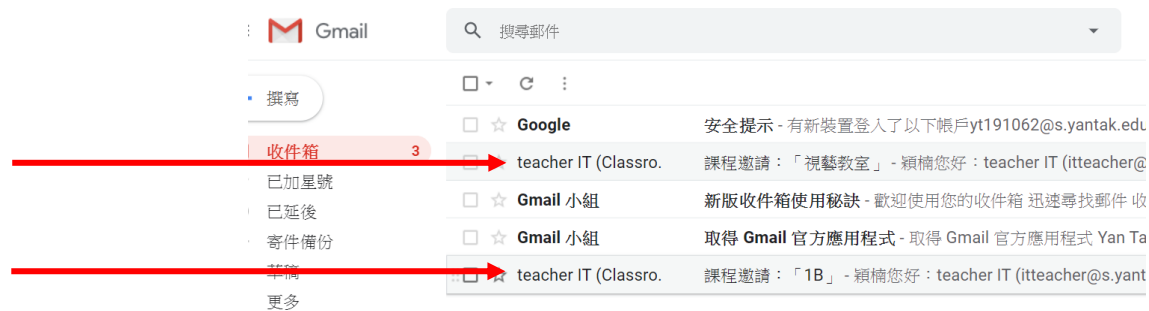 Gmail
搜尋郵件
撰寫
收件箱 3
已加星號
已延後
寄件備份
草稿
更多
Google 安全提示 - 有新裝置登入了以下帳戶yt191062@s.yantak.edu
teacher IT (Classro. 課程邀請：「視藝教室」 - 穎楠您好：teacher IT (itteacher@
Gmail 小組 新版收件箱使用秘訣 - 歡迎使用您的收件箱 迅速尋找郵件 收
Gmail 小組 取得 Gmail 官方應用程式 - 取得 Gmail 官方應用程式 Yan Ta
teacher IT (Classro. 課程邀請：「1B」 - 穎楠您好：teacher IT (itteacher@s.yant